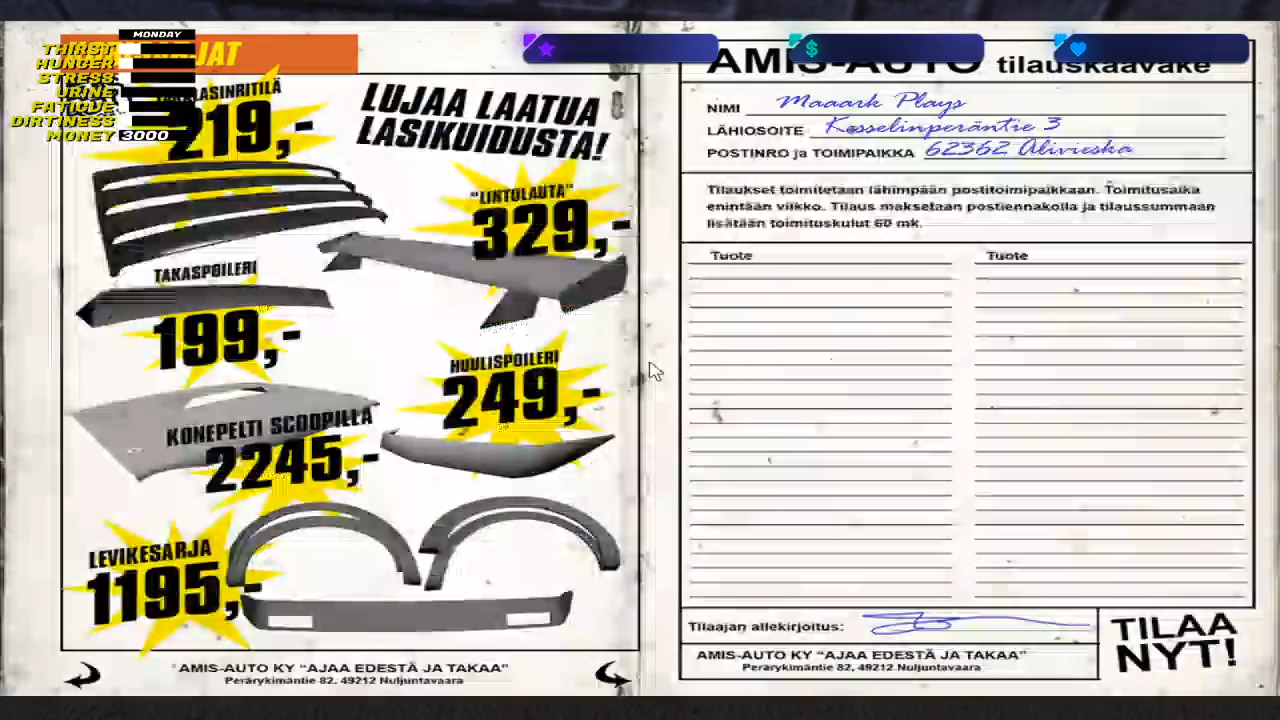 MONDAY
THIRST
HUNGER
STRESS
URINE
FATIGUE
DIRTINESS
MONEY 3000
219,-
LUJAA LAATUA
LASIKUIDUSTA!
"LINTULAUTA"
329,-
TAKASPOILERI
199,-
HUULISPOILERI
249,-
KONEPELTI SCOOPILLA
2245,-
LEVIKESARJA
1195,-
AMIS-AUTO KY "AJAA EDESTÄ JA TAKAA"
Perärykimäntie 82, 49212 Nuljuntavaara
AMIS-AUTO tilauskaavake
NIMI Maaark Plays
LÄHIOSOITE Kesselinperäntie 3
POSTINRO ja TOIMIPAIKKA 62362 Alivieska
Tilaukset toimitetaan lähimpään postitoimipaikkaan. Toimitusaika
enintään viikko. Tilaus maksetaan postiennakolla ja tilaussummaan
lisätään toimituskulut 60 mk.
Tuote Tuote
Tilaajan allekirjoitus:
AMIS-AUTO KY "AJAA EDESTÄ JA TAKAA"
Perärykimäntie 82, 49212 Nuljuntavaara
TILAA
NYT!